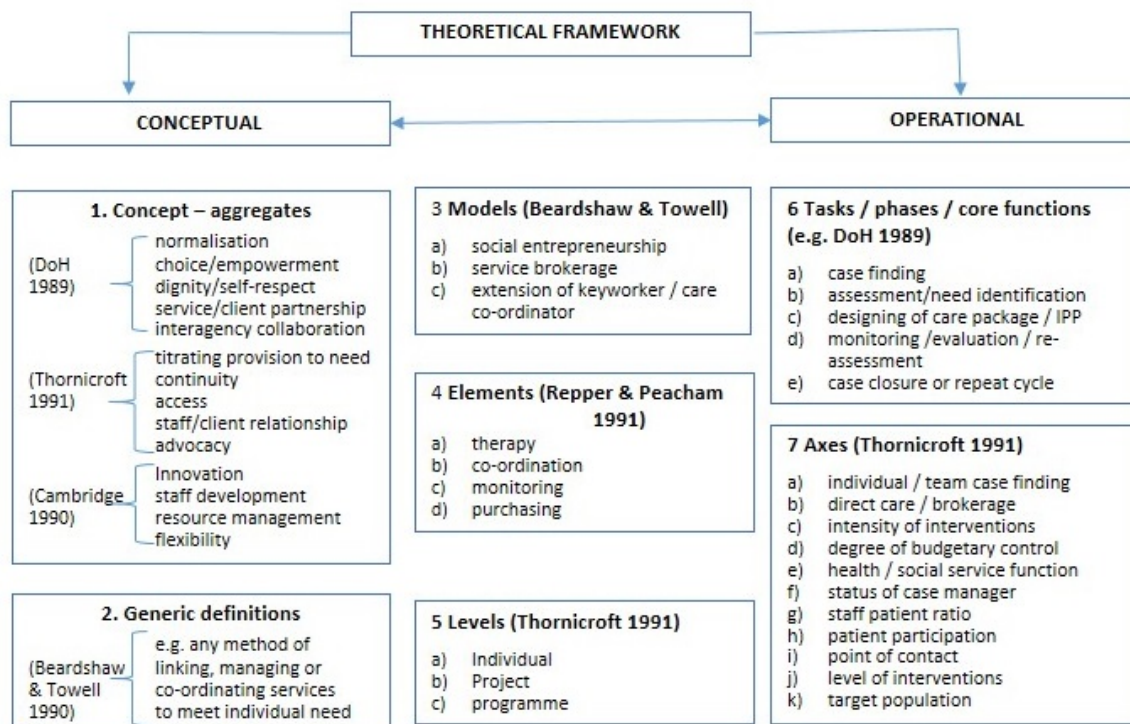 THEORETICAL FRAMEWORK
CONCEPTUAL
OPERATIONAL
1. Concept – aggregates
(DoH
1989)
normalisation
choice/empowerment
dignity/self-respect
service/client partnership
interagency collaboration
(Thornicroft
1991)
titrating provision to need
continuity
access
staff/client relationship
advocacy
(Cambridge
1990)
Innovation
staff development
resource management
flexibility
2. Generic definitions
(Beardshaw
& Towell
1990)
e.g. any method of
linking, managing or
co-ordinating services
to meet individual need
3 Models (Beardshaw & Towell)
a) social entrepreneurship
b) service brokerage
c) extension of keyworker / care
co-ordinator
4 Elements (Repper & Peacham
1991)
a) therapy
b) co-ordination
c) monitoring
d) purchasing
5 Levels (Thornicroft 1991)
a) Individual
b) Project
c) programme
6 Tasks / phases / core functions
(e.g. DoH 1989)
a) case finding
b) assessment/need identification
c) designing of care package / IPP
d) monitoring /evaluation / re-
assessment
e) case closure or repeat cycle
7 Axes (Thornicroft 1991)
a) individual / team case finding
b) direct care / brokerage
c) intensity of interventions
d) degree of budgetary control
e) health / social service function
f) status of case manager
g) staff patient ratio
h) patient participation
i) point of contact
j) level of interventions
k) target population